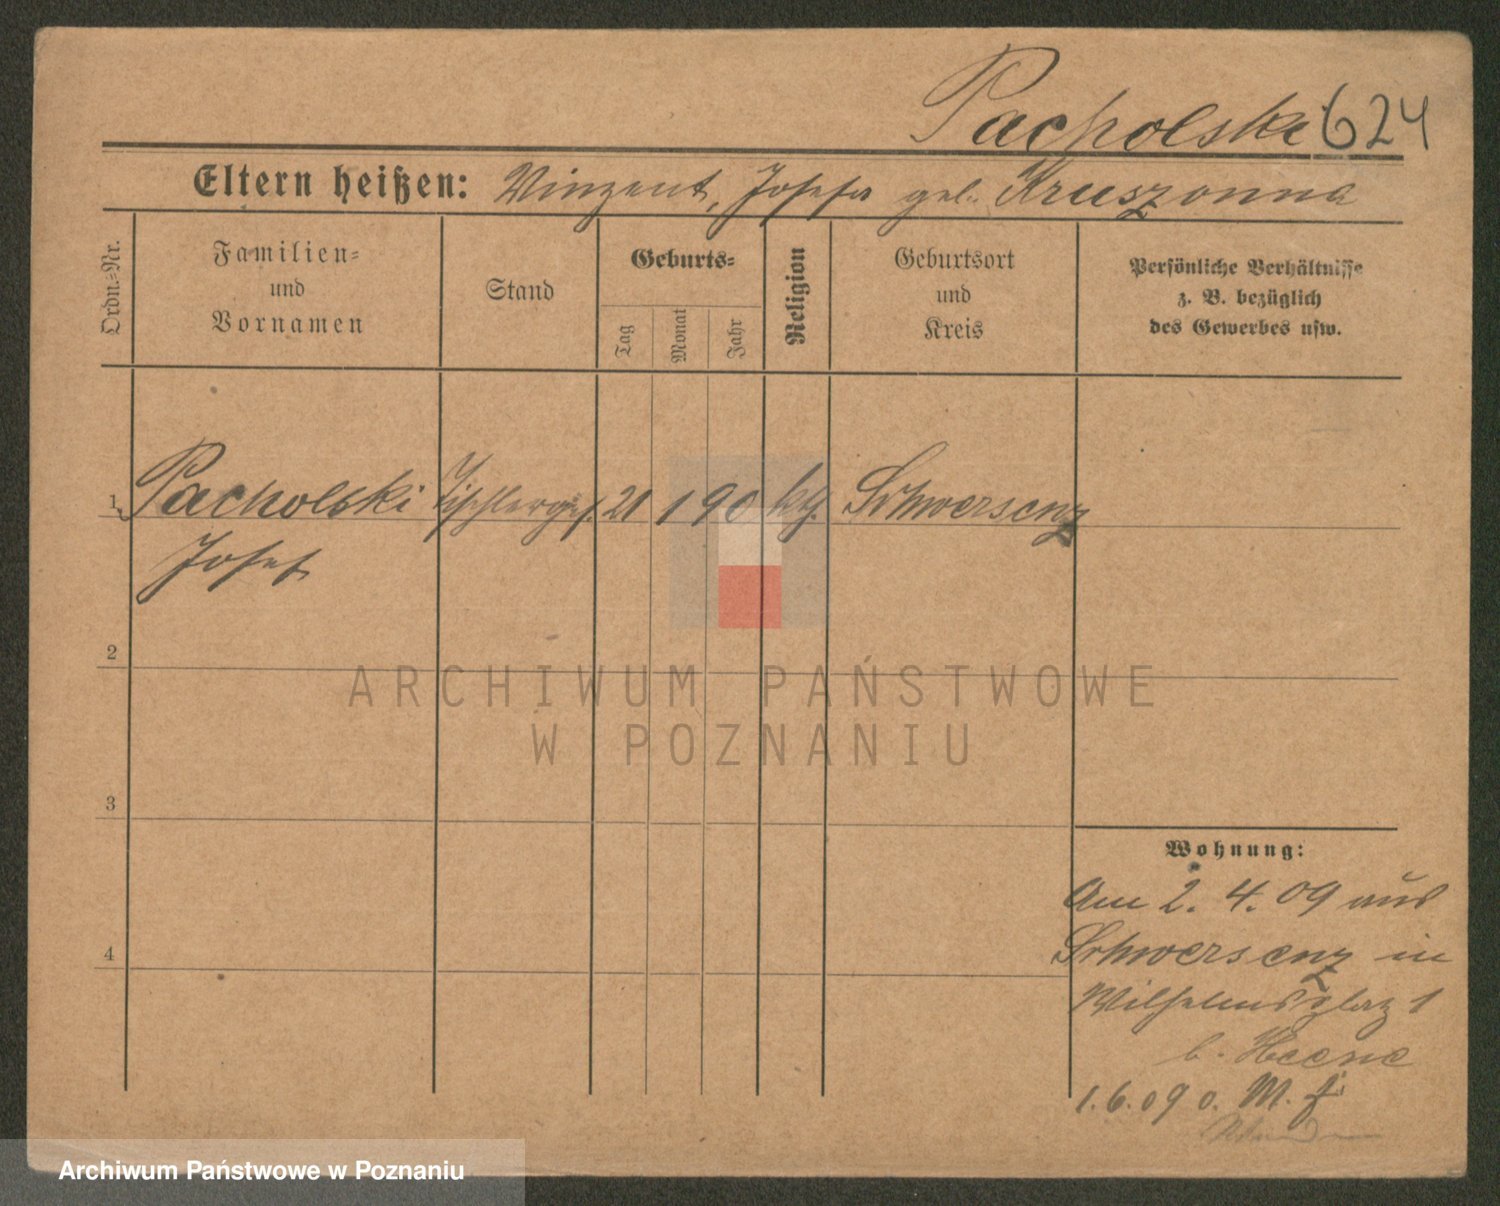 Pacholski 624
Eltern heißen: Vinzent, Josefa geb. Kruszonna
Ordn.-Nr.
Familien-
und
Vornamen
Stand
Geburts-
Tag
Monat
Jahr
Religion
Geburtsort
und
Kreis
Persönliche Verhältnisse
z. B. bezüglich
des Gewerbes usw.
1 Pacholski Tischlerges. 21 1 90 kth. Schwersenz
Josef
2
ARCHIWUM PAŃSTWOWE
W POZNANIU
3
4
Wohnung:
Am 2. 4. 09 aus
Schwersenz in
Wilhelmsplatz 1
b. Heene
1. 6. 09 o. M.
Archiwum Państwowe w Poznaniu